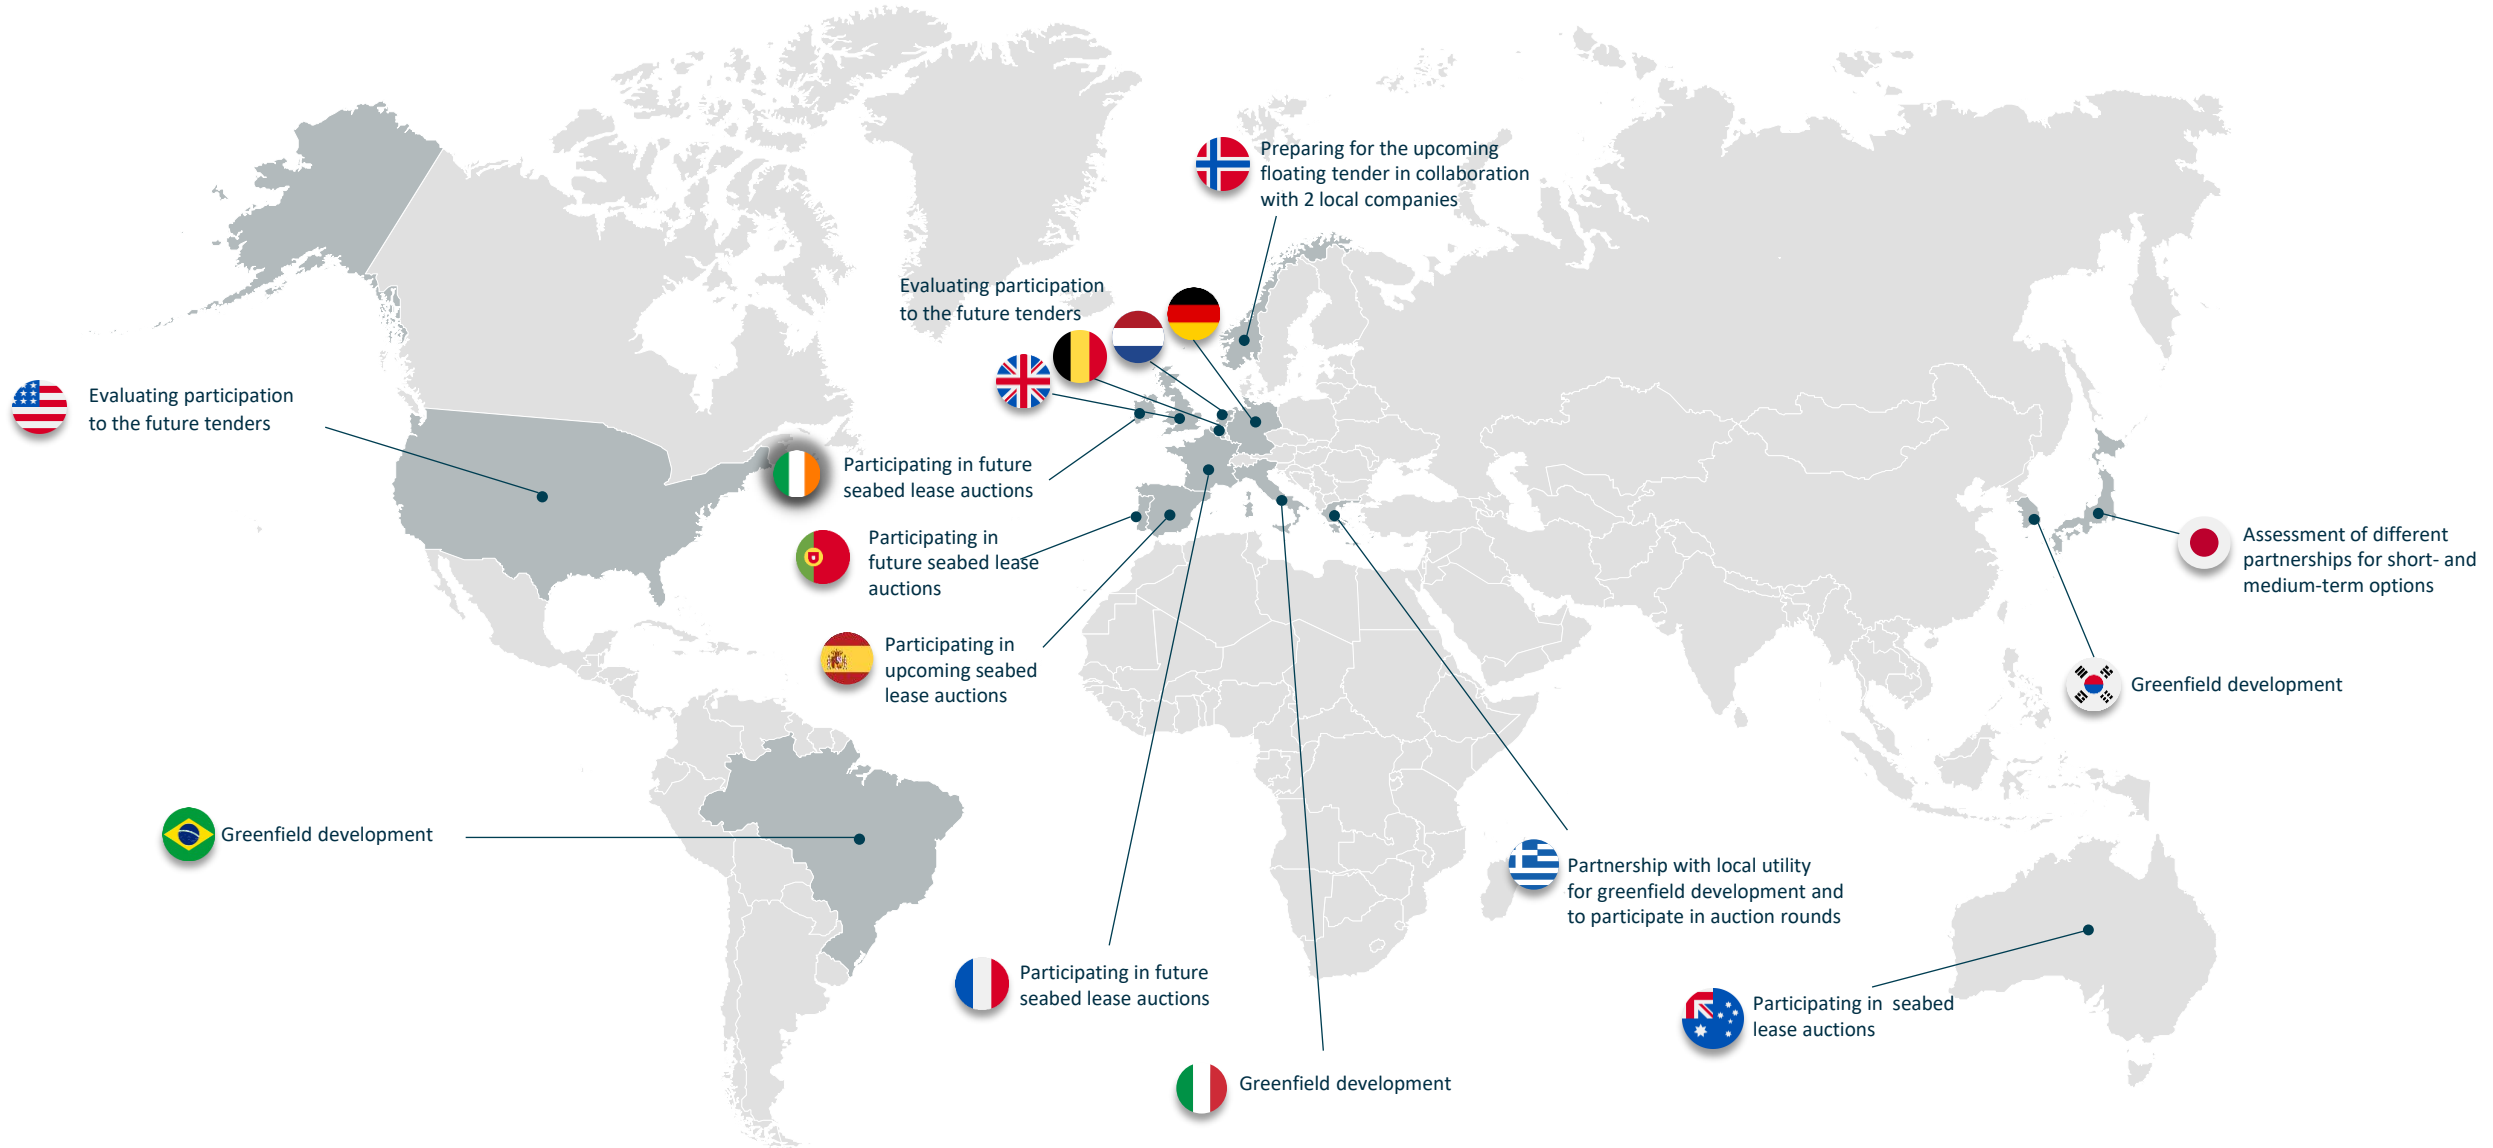 Preparing for the upcoming
floating tender in collaboration
with 2 local companies
Evaluating participation
to the future tenders
Evaluating participation
to the future tenders
Participating in future
seabed lease auctions
Participating in
future seabed lease
auctions
Participating in
upcoming seabed
lease auctions
Assessment of different
partnerships for short- and
medium-term options
Greenfield development
Greenfield development
Partnership with local utility
for greenfield development and
to participate in auction rounds
Participating in future
seabed lease auctions
Participating in  seabed
lease auctions
Greenfield development